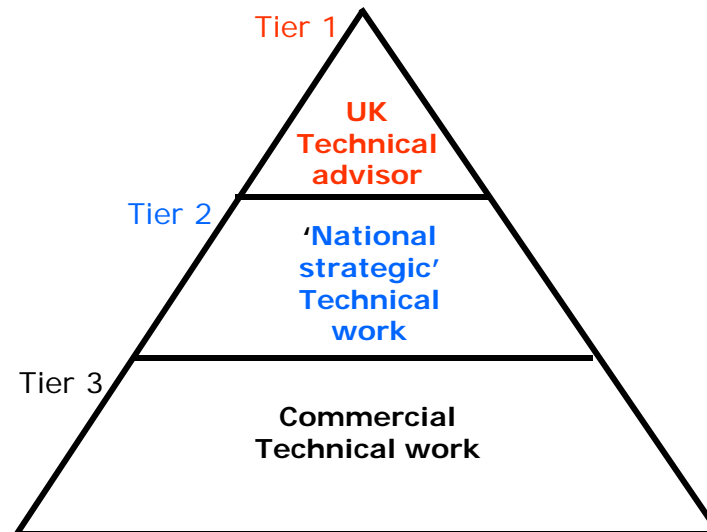 Tier 1
UK
Technical
advisor
Tier 2
‘National
strategic’
Technical
work
Tier 3
Commercial
Technical work